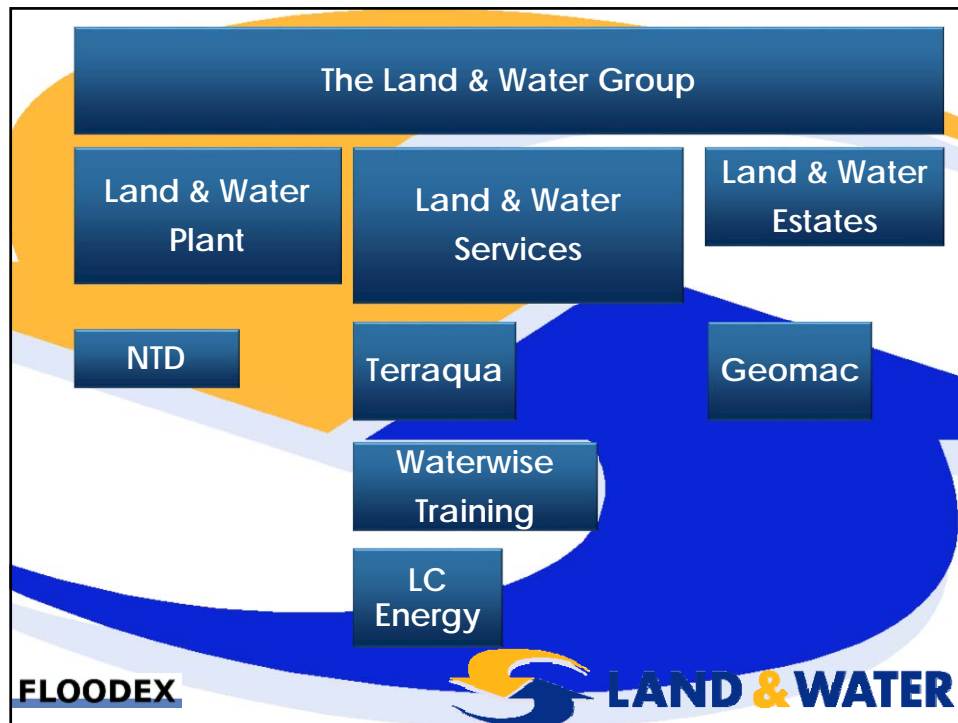 The Land & Water Group
Land & Water
Plant
Land & Water
Services
Land & Water
Estates
NTD
Terraqua
Geomac
Waterwise
Training
LC
Energy
FLOODEX
LAND & WATER